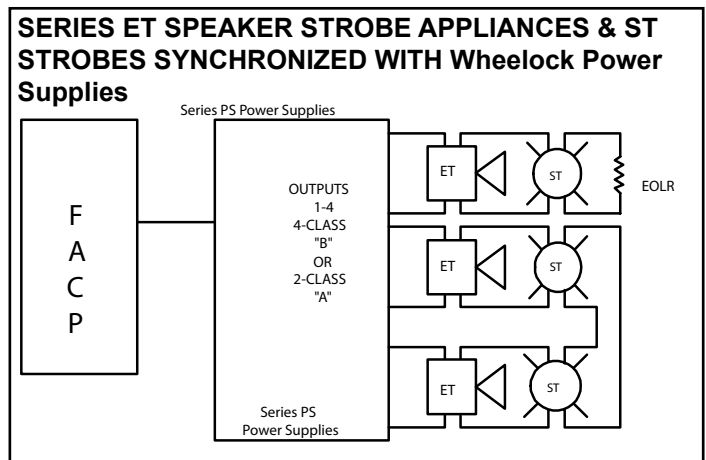 SERIES ET SPEAKER STROBE APPLIANCES & ST
STROBES SYNCHRONIZED WITH Wheelock Power
Supplies
Series PS Power Supplies
F
A
C
P
OUTPUTS
1-4
4-CLASS
"B"
OR
2-CLASS
"A"
Series PS
Power Supplies
ET
ST
EOLR
ET
ST
ET
ST